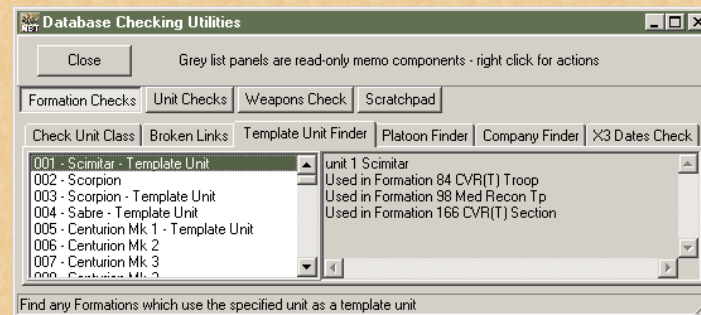 Database Checking Utilities
Close
Grey list panels are read-only memo components - right click for actions
Formation Checks Unit Checks Weapons Check Scratchpad
Check Unit Class Broken Links Template Unit Finder Platoon Finder Company Finder X3 Dates Check
001 - Scimitar - Template Unit
002 - Scorpion
003 - Scorpion - Template Unit
004 - Sabre - Template Unit
005 - Centurion Mk 1 - Template Unit
006 - Centurion Mk 2
007 - Centurion Mk 3
unit 1 Scimitar
Used in Formation 84 CVR(T) Troop
Used in Formation 98 Med Recon Tp
Used in Formation 166 CVR(T) Section
Find any Formations which use the specified unit as a template unit